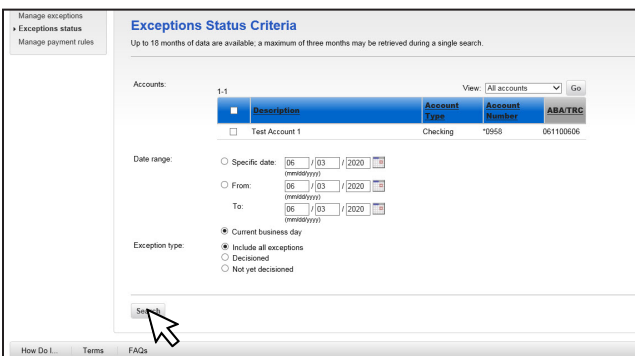 Manage exceptions
Exceptions status
Manage payment rules
Exceptions Status Criteria
Up to 18 months of data are available; a maximum of three months may be retrieved during a single search.
Accounts:
1-1
View: All accounts Go
Description Account Type Account Number ABA/TRC
Test Account 1 Checking *0958 061100606
Date range:
Specific date: 06 / 03 / 2020
(mm/dd/yyyy)
From: 06 / 03 / 2020
(mm/dd/yyyy)
To: 06 / 03 / 2020
(mm/dd/yyyy)
Current business day
Exception type:
Include all exceptions
Decisioned
Not yet decisioned
Search
How Do I... Terms FAQs